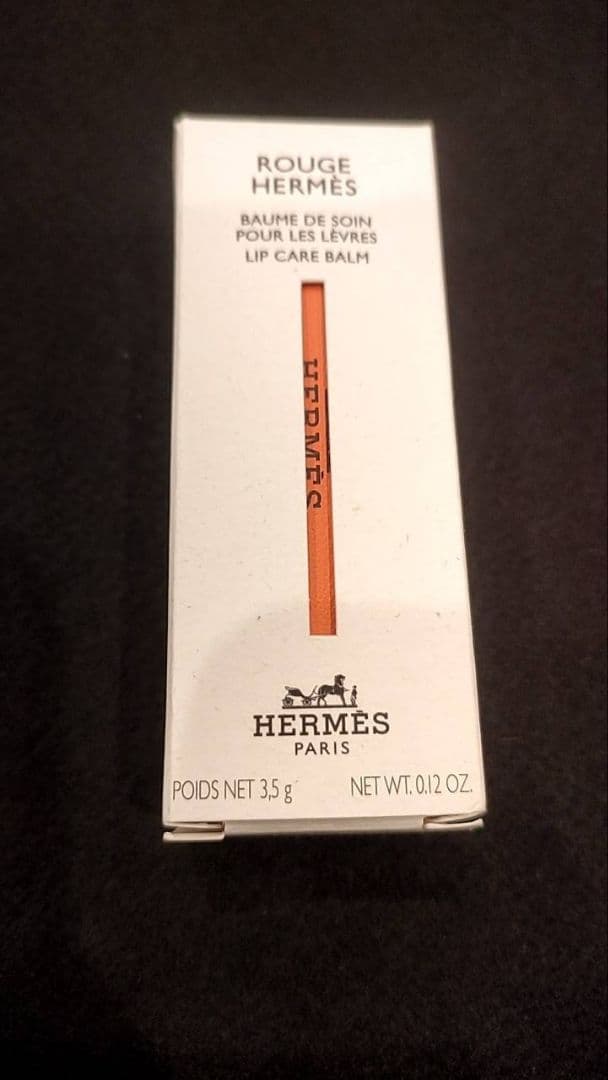 ROUGE
HERMÈS
BAUME DE SOIN
POUR LES LÈVRES
LIP CARE BALM
HERMÈS
HERMÈS
PARIS
POIDS NET 3,5 g NET WT. 0.12 OZ.